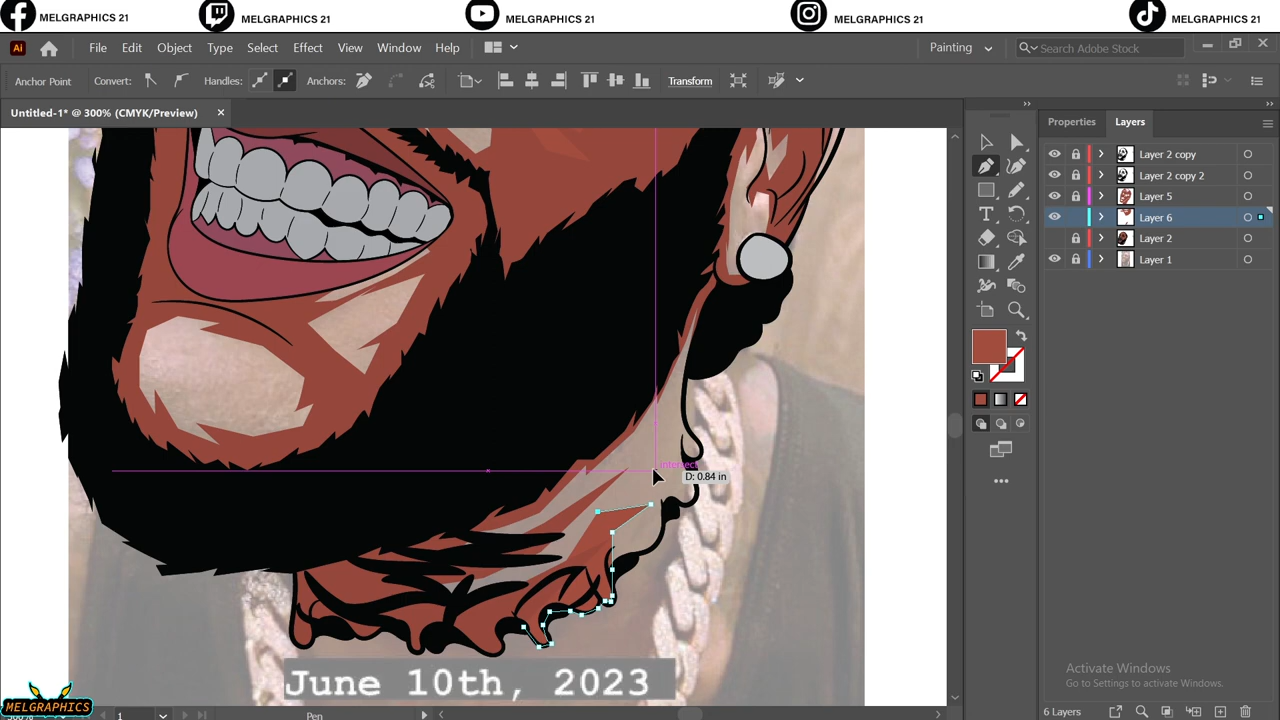 MELGRAPHICS 21 MELGRAPHICS 21 MELGRAPHICS 21 MELGRAPHICS 21 MELGRAPHICS 21
Ai File Edit Object Type Select Effect View Window Help Painting Search Adobe Stock
Anchor Point Convert: Handles: Anchors: Transform
Untitled-1* @ 300% (CMYK/Preview)
Properties Layers
Layer 2 copy
Layer 2 copy 2
Layer 5
Layer 6
Layer 2
Layer 1
intersect
D: 0.84 in
June 10th, 2023
Activate Windows
Go to Settings to activate Windows.
MELGRAPHICS
300% 1 Pen 6 Layers